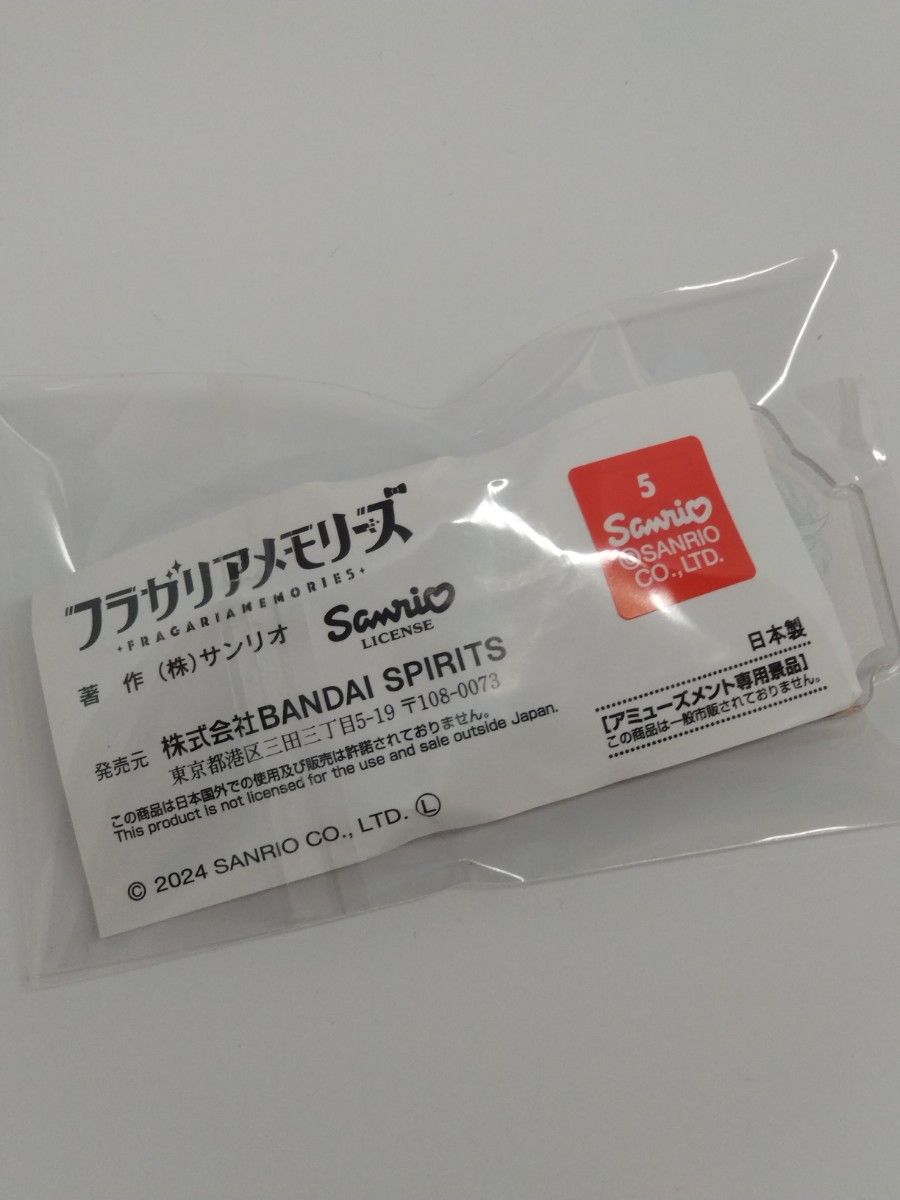 フラガリアメモリーズ
FRAGARIAMEMORIES
著 作 (株)サンリオ
Sanrio
LICENSE
発売元 株式会社BANDAI SPIRITS
東京都港区三田三丁目5-19 〒108-0073
この商品は日本国外での使用及び販売は許諾されておりません。
This product is not licensed for the use and sale outside Japan.
© 2024 SANRIO CO., LTD. Ⓛ
5
Sanrio
©SANRIO
CO.,LTD.
日本製
[アミューズメント専用景品]
この商品は一般市販されておりません。